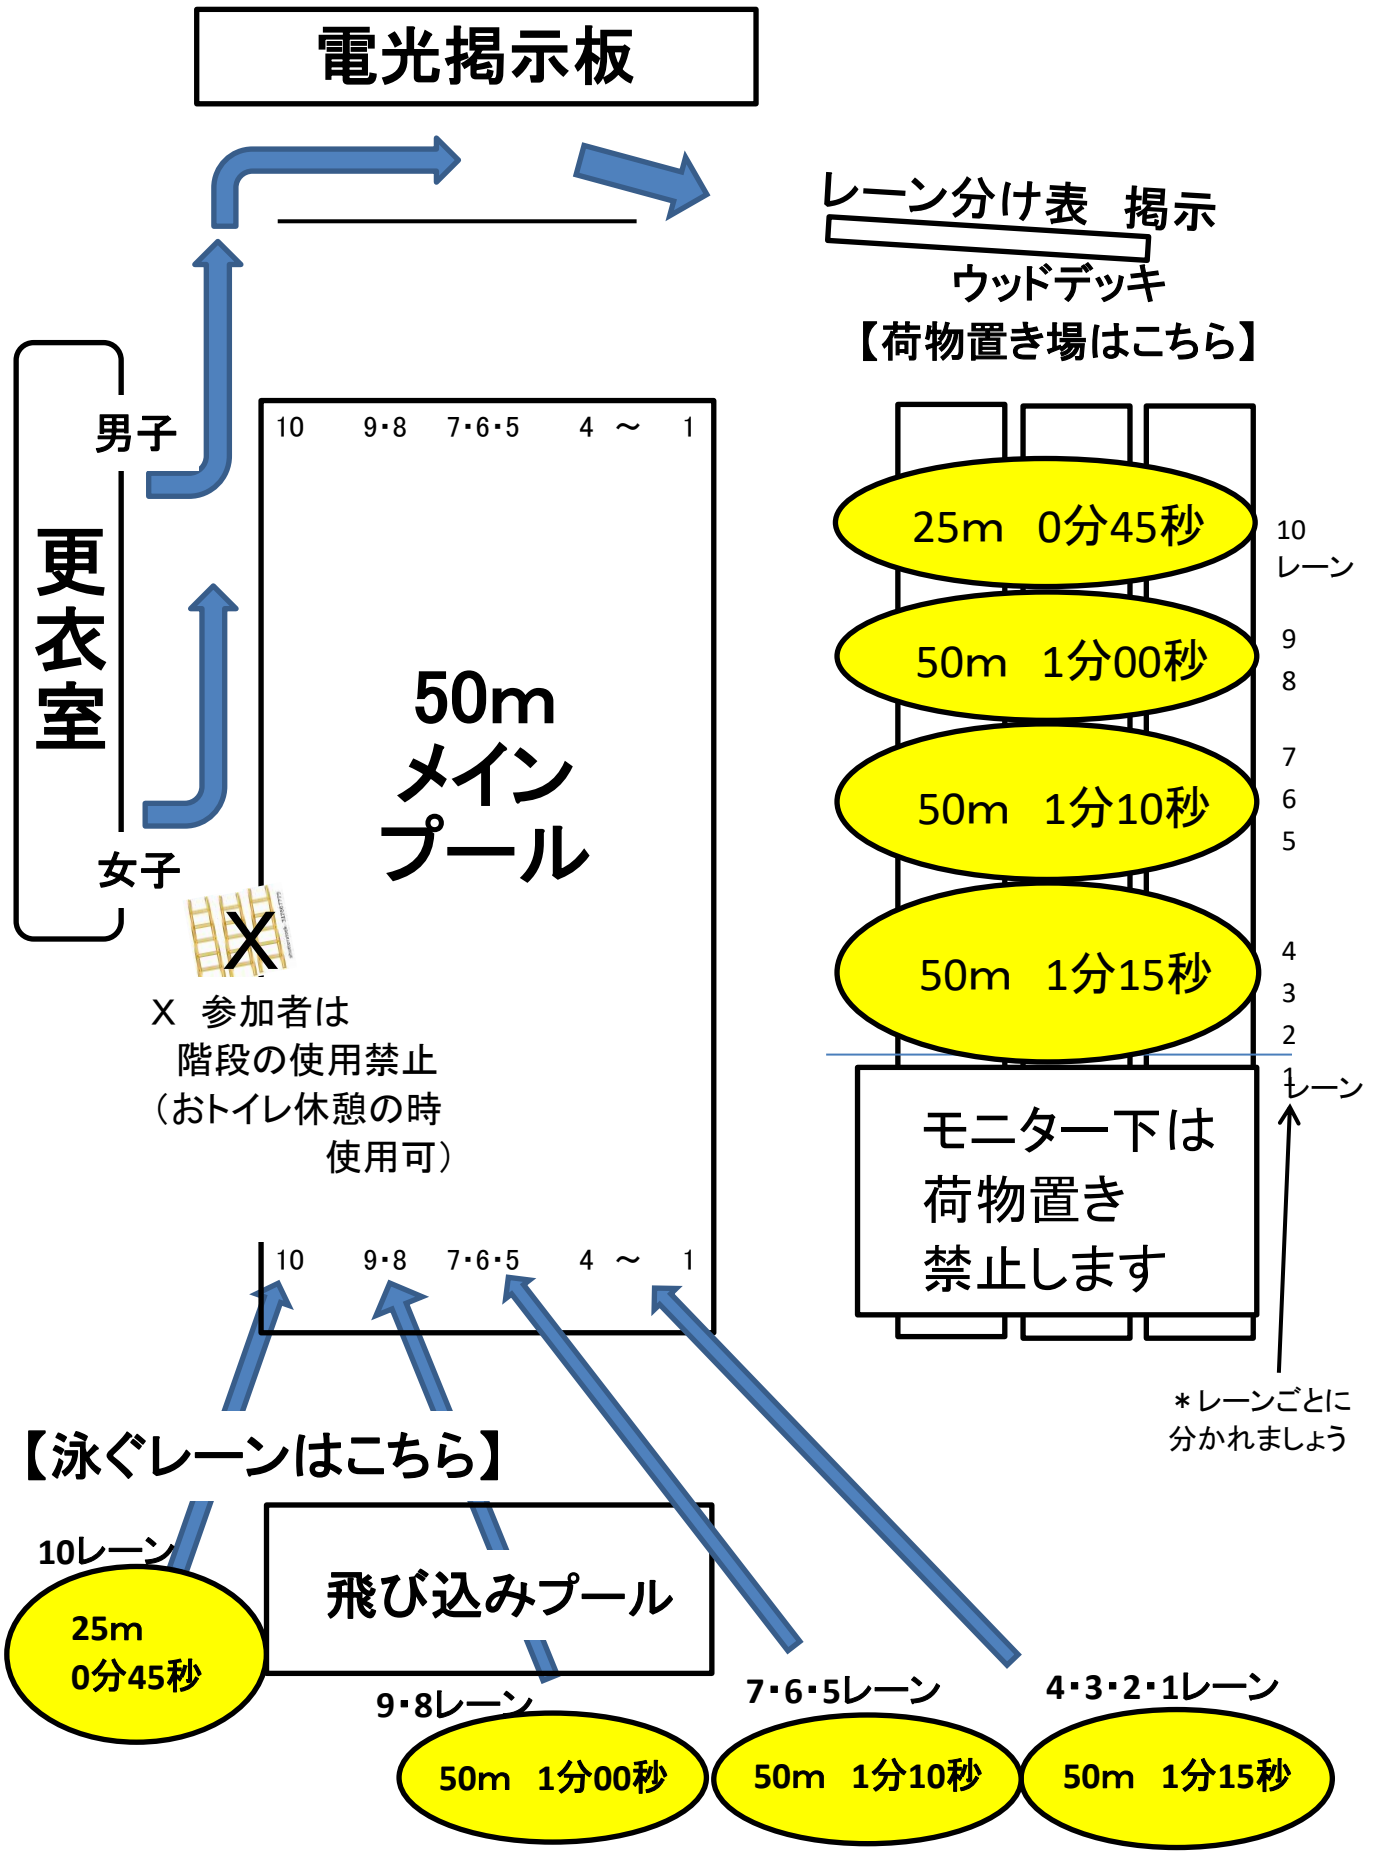 電光掲示板
レーン分け表　掲示
ウッドデッキ
【荷物置き場はこちら】
男子
更衣室
女子
10　9・8　7・6・5　4　～　1
50m
メイン
プール
25m　0分45秒
10
レーン
50m　1分00秒
9
8
50m　1分10秒
7
6
5
50m　1分15秒
4
3
2
1
レーン
X
X　参加者は
階段の使用禁止
（おトイレ休憩の時
使用可）
モニター下は
荷物置き
禁止します
10　9・8　7・6・5　4　～　1
＊レーンごとに
分かれましょう
【泳ぐレーンはこちら】
10レーン
25m
0分45秒
飛び込みプール
9・8レーン
50m　1分00秒
7・6・5レーン
50m　1分10秒
4・3・2・1レーン
50m　1分15秒